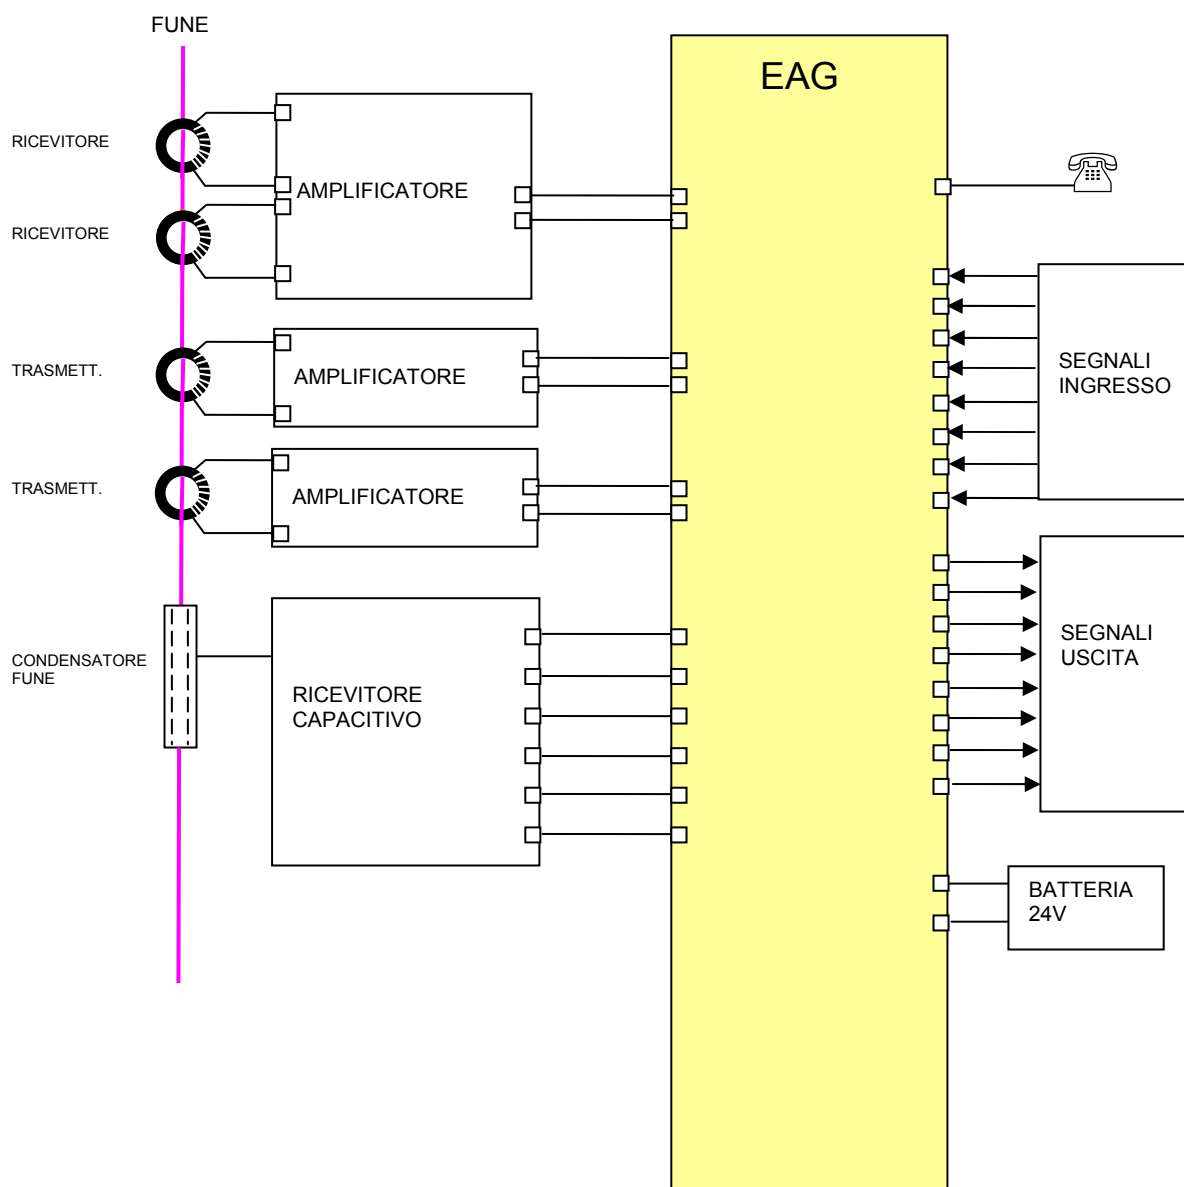 FUNE
EAG
RICEVITORE
AMPLIFICATORE
RICEVITORE
TRASMETT.
AMPLIFICATORE
TRASMETT.
AMPLIFICATORE
CONDENSATORE
FUNE
RICEVITORE
CAPACITIVO
SEGNALI
INGRESSO
SEGNALI
USCITA
BATTERIA
24V